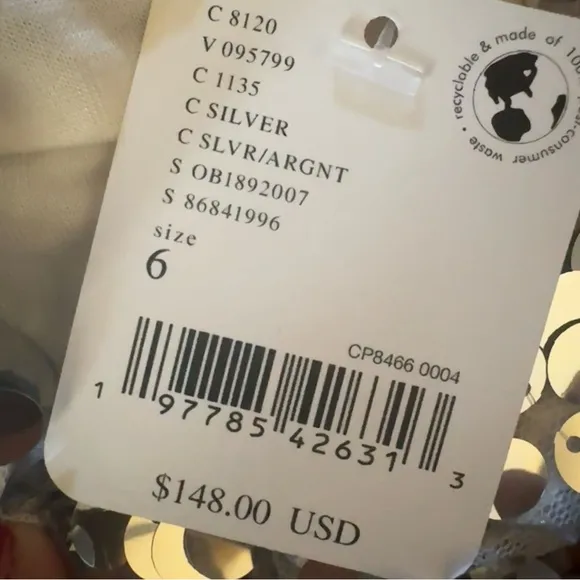 C 8120
V 095799
C 1135
C SILVER
C SLVR/ARGNT
S OB1892007
S 86841996
size
6
recyclable & made of 100 consumer waste
CP8466 0004
1 97785 42631 3
$148.00 USD